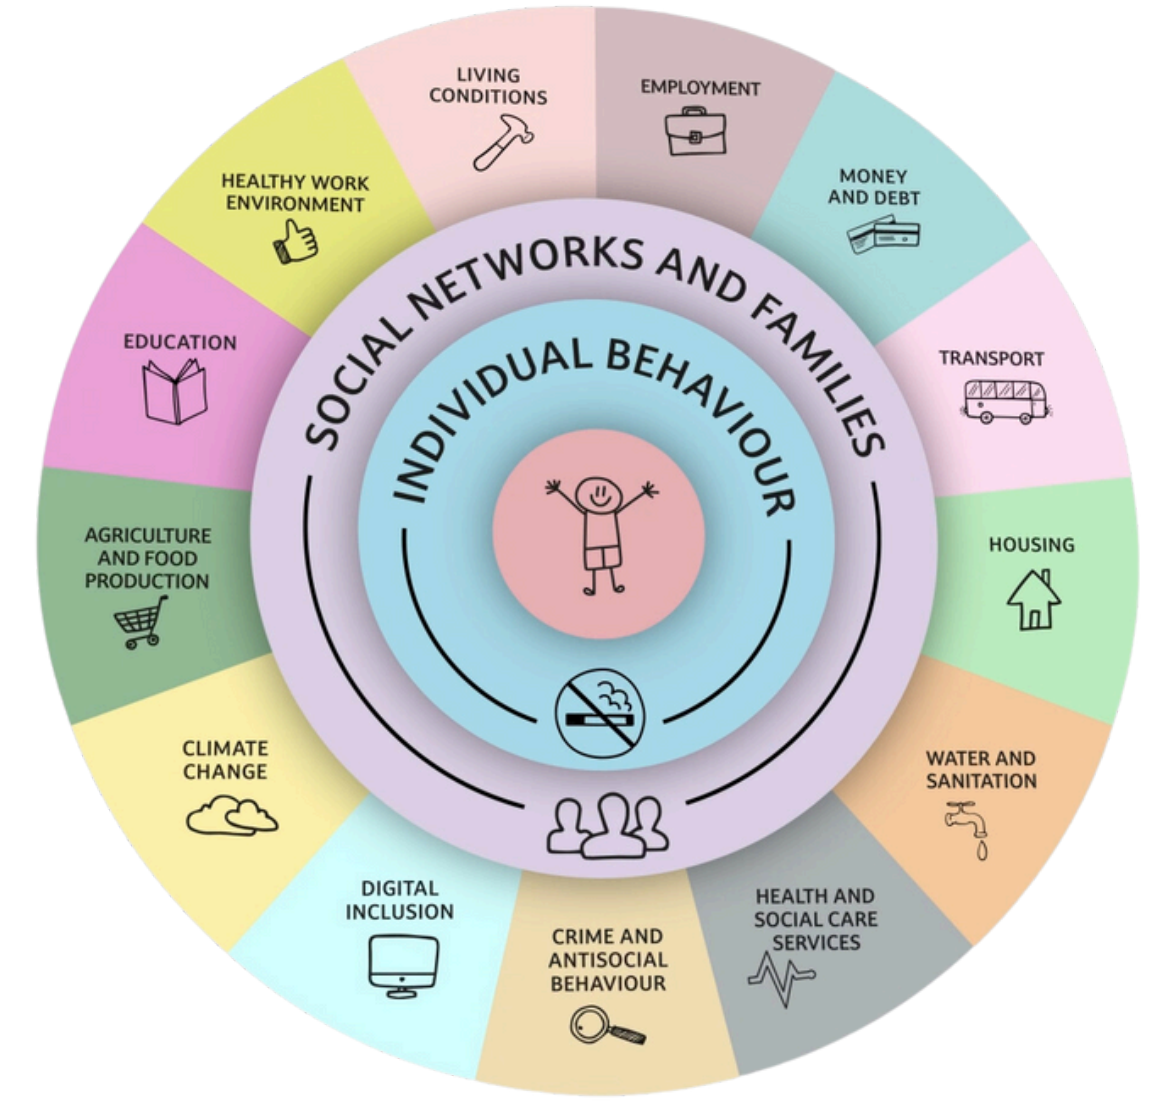 LIVING
CONDITIONS
EMPLOYMENT
MONEY
AND DEBT
TRANSPORT
HOUSING
WATER AND
SANITATION
HEALTH AND
SOCIAL CARE
SERVICES
CRIME AND
ANTISOCIAL
BEHAVIOUR
DIGITAL
INCLUSION
CLIMATE
CHANGE
AGRICULTURE
AND FOOD
PRODUCTION
EDUCATION
HEALTHY WORK
ENVIRONMENT
SOCIAL NETWORKS AND FAMILIES
INDIVIDUAL BEHAVIOUR